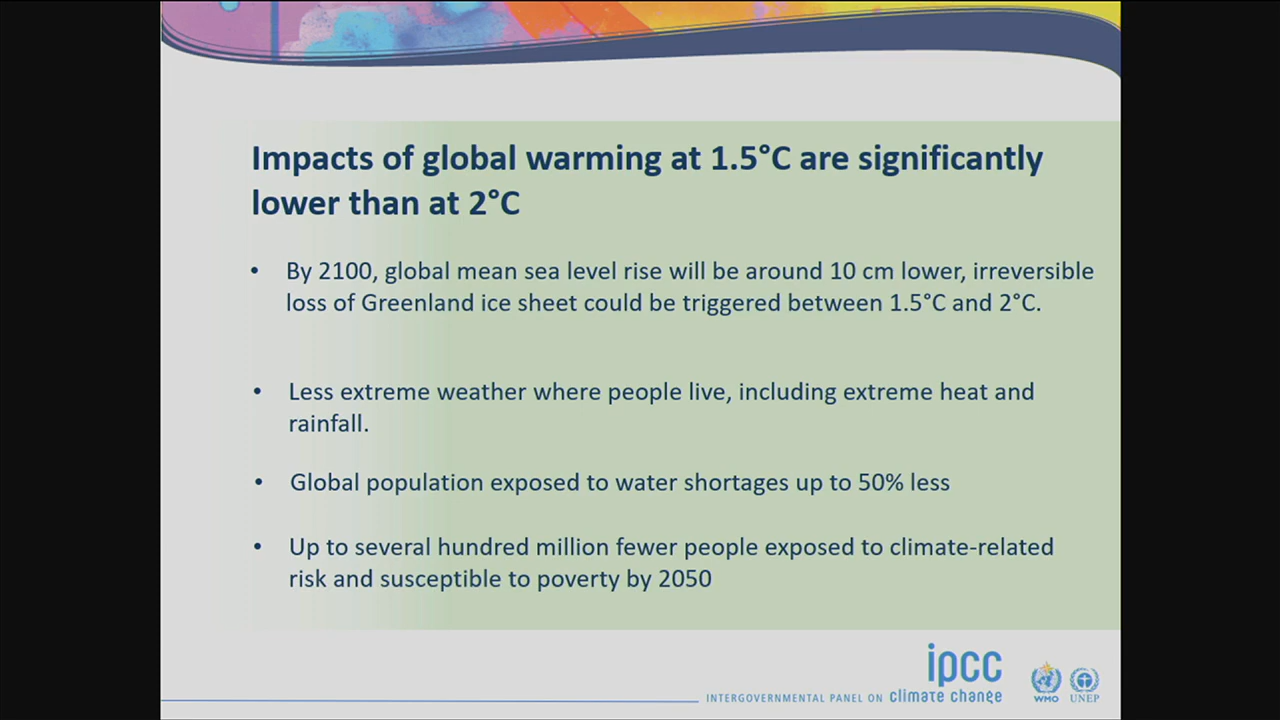 Impacts of global warming at 1.5°C are significantly
lower than at 2°C
• By 2100, global mean sea level rise will be around 10 cm lower, irreversible
loss of Greenland ice sheet could be triggered between 1.5°C and 2°C.
• Less extreme weather where people live, including extreme heat and
rainfall.
• Global population exposed to water shortages up to 50% less
• Up to several hundred million fewer people exposed to climate-related
risk and susceptible to poverty by 2050
ipcc
INTERGOVERNMENTAL PANEL ON climate change
WMO UNEP